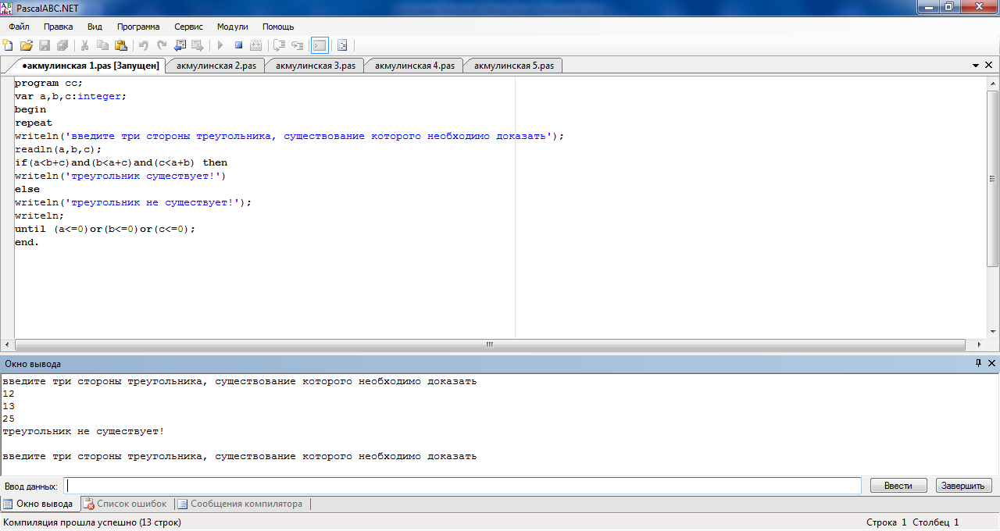 PascalABC.NET
Файл Правка Вид Программа Сервис Модули Помощь
•акмулинская 1.pas [Запущен] акмулинская 2.pas акмулинская 3.pas акмулинская 4.pas акмулинская 5.pas
program cc;
var a,b,c:integer;
begin
repeat
writeln('введите три стороны треугольника, существование которого необходимо доказать');
readln(a,b,c);
if(a<b+c)and(b<a+c)and(c<a+b) then
writeln('треугольник существует!')
else
writeln('треугольник не существует!');
writeln;
until (a<=0)or(b<=0)or(c<=0);
end.
Окно вывода
введите три стороны треугольника, существование которого необходимо доказать
12
13
25
треугольник не существует!
введите три стороны треугольника, существование которого необходимо доказать
Ввод данных: Ввести Завершить
Окно вывода Список ошибок Сообщения компилятора
Компиляция прошла успешно (13 строк) Строка 1 Столбец 1